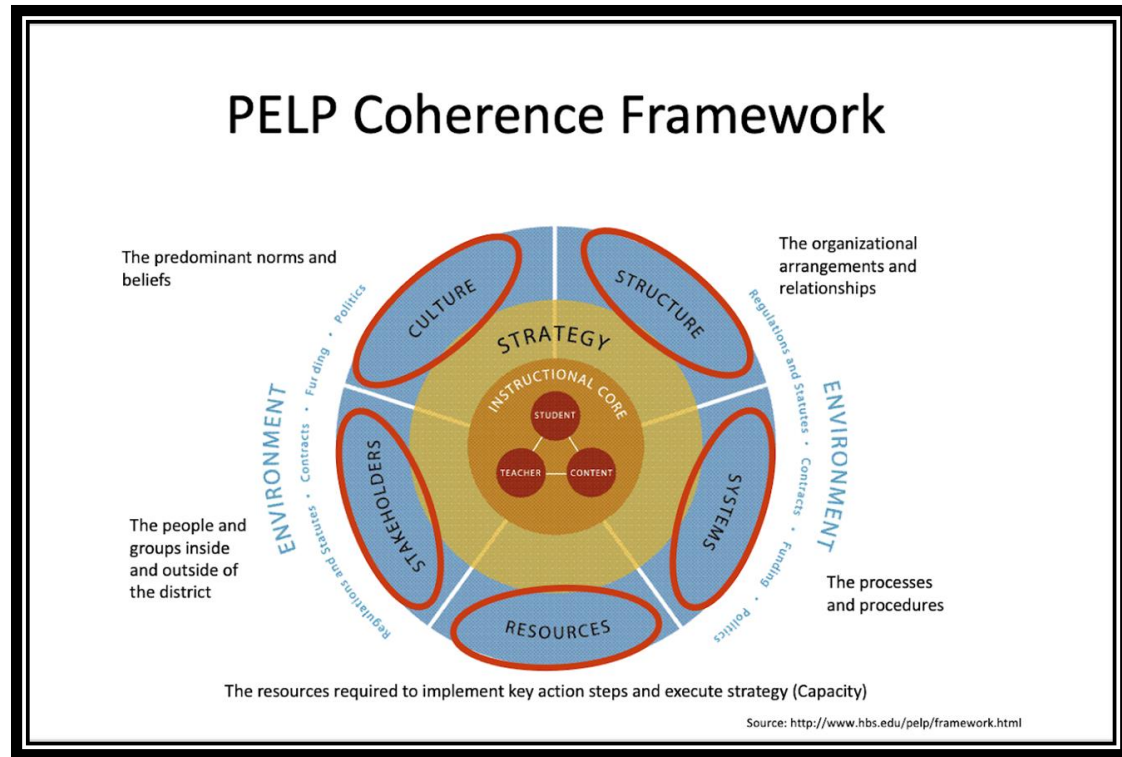 PELP Coherence Framework
The predominant norms and
beliefs
The organizational
arrangements and
relationships
CULTURE
STRUCTURE
STRATEGY
INSTRUCTIONAL CORE
STUDENT
TEACHER
CONTENT
STAKEHOLDERS
SYSTEMS
RESOURCES
ENVIRONMENT
Regulations and Statutes • Contracts • Funding • Politics
ENVIRONMENT
Regulations and Statutes • Contracts • Funding • Politics
The people and
groups inside
and outside of
the district
The processes
and procedures
The resources required to implement key action steps and execute strategy (Capacity)
Source: http://www.hbs.edu/pelp/framework.html